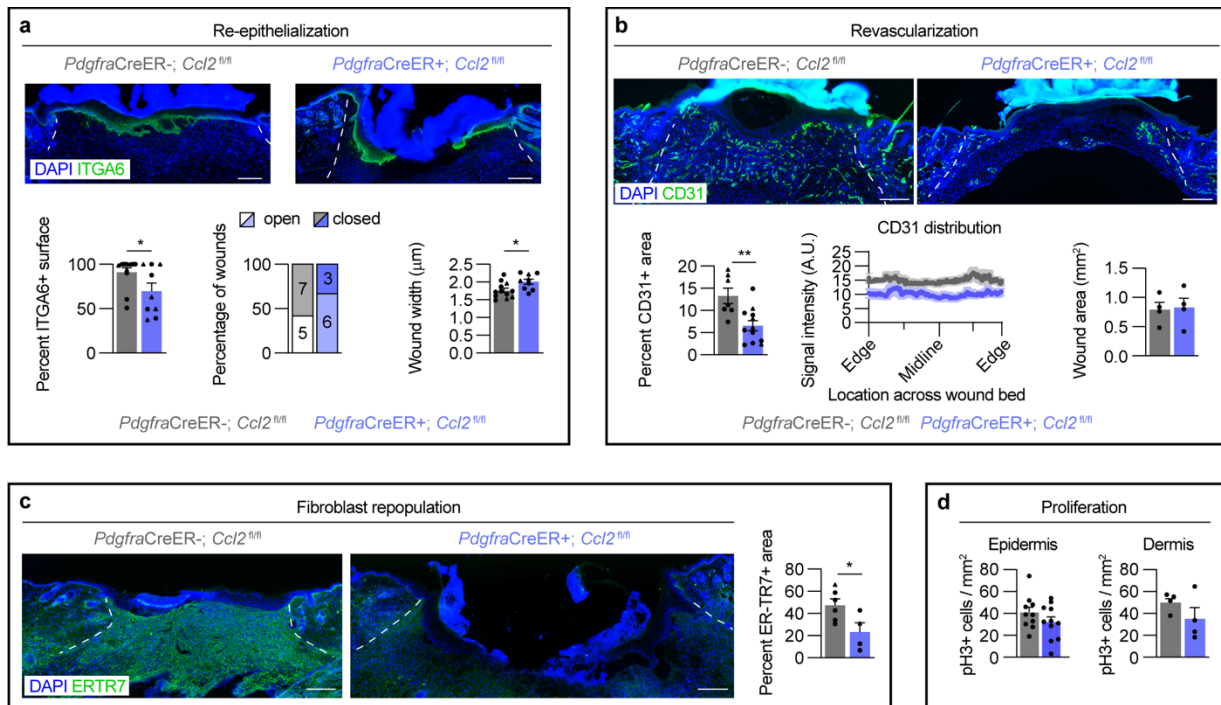 a
Re-epithelialization
PdgfraCreER-; Ccl2 fl/fl
PdgfraCreER+; Ccl2 fl/fl
DAPI ITGA6
open
closed
Percent ITGA6+ surface
100
50
0
*
Percentage of wounds
100
50
0
7
5
3
6
Wound width (μm)
2.5
2.0
1.5
1.0
0.5
0.0
*
PdgfraCreER-; Ccl2 fl/fl
PdgfraCreER+; Ccl2 fl/fl
b
Revascularization
PdgfraCreER-; Ccl2 fl/fl
PdgfraCreER+; Ccl2 fl/fl
DAPI CD31
Percent CD31+ area
20
15
10
5
0
**
CD31 distribution
Signal intensity (A.U.)
25
20
15
10
5
0
Edge
Midline
Edge
Location across wound bed
Wound area (mm²)
1.5
1.0
0.5
0.0
PdgfraCreER-; Ccl2 fl/fl
PdgfraCreER+; Ccl2 fl/fl
c
Fibroblast repopulation
PdgfraCreER-; Ccl2 fl/fl
PdgfraCreER+; Ccl2 fl/fl
DAPI ERTR7
Percent ER-TR7+ area
80
60
40
20
0
*
d
Proliferation
Epidermis
pH3+ cells / mm²
80
60
40
20
0
Dermis
pH3+ cells / mm²
80
60
40
20
0